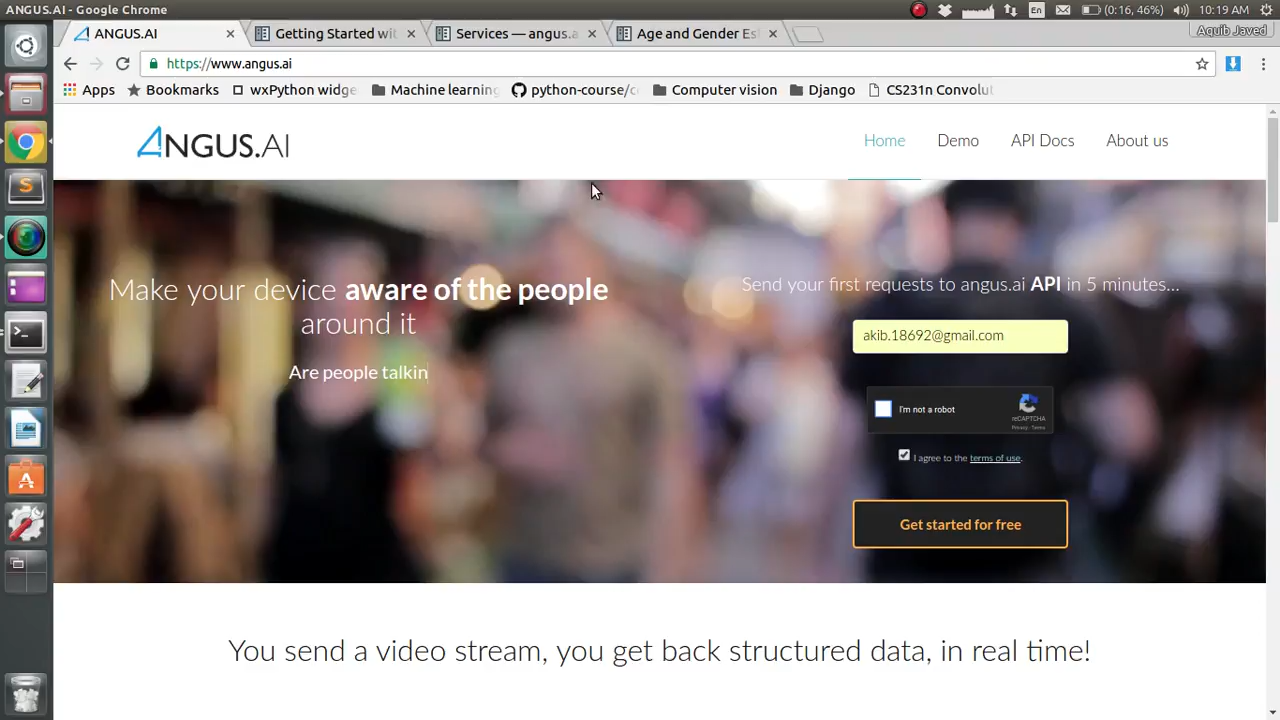 ANGUS.AI - Google Chrome
En
(0:16, 46%)
10:19 AM
ANGUS.AI
Getting Started wit
Services — angus.a
Age and Gender Es
Aquib Javed
https://www.angus.ai
Apps
Bookmarks
wxPython widge
Machine learning
python-course/c
Computer vision
Django
CS231n Convolut
ANGUS.AI
Home
Demo
API Docs
About us
Make your device aware of the people
around it
Are people talkin
Send your first requests to angus.ai API in 5 minutes...
akib.18692@gmail.com
I'm not a robot
reCAPTCHA
Privacy - Terms
I agree to the terms of use.
Get started for free
You send a video stream, you get back structured data, in real time!